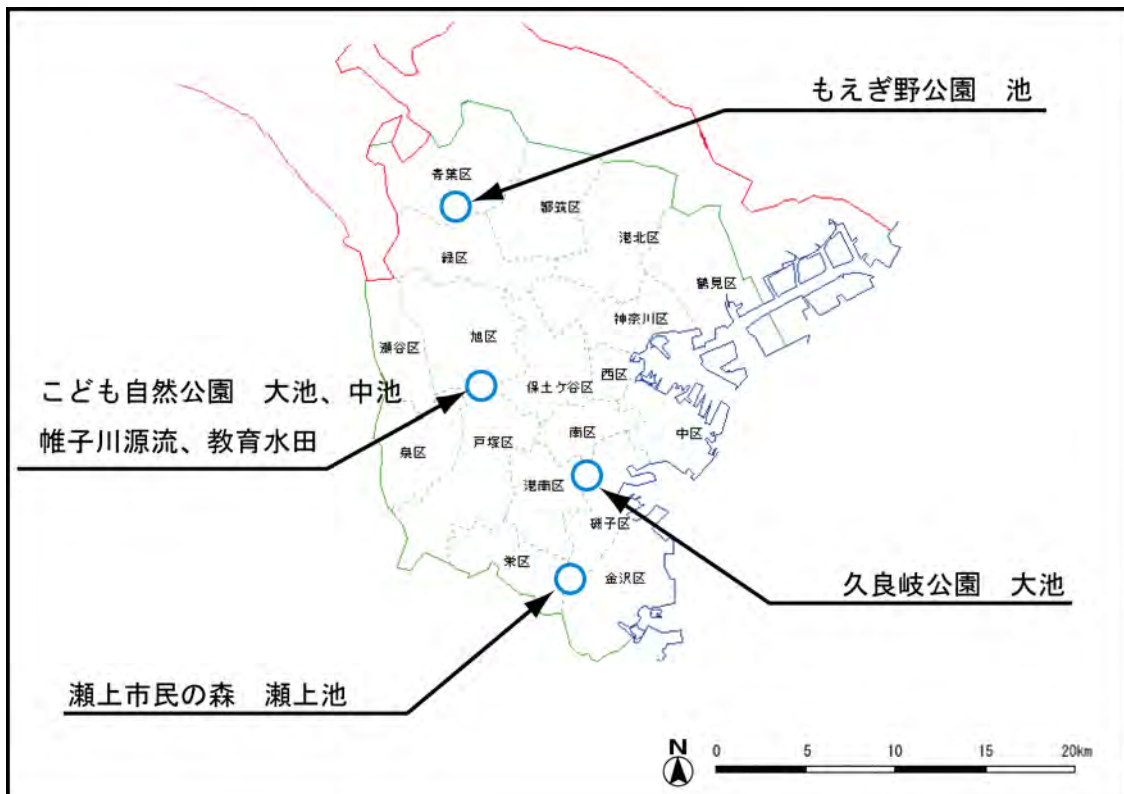 もえぎ野公園　池
青葉区
都筑区
港北区
緑区
鶴見区
神奈川区
旭区
瀬谷区
西区
保土ケ谷区
こども自然公園　大池、中池
帷子川源流、教育水田
南区
中区
戸塚区
泉区
港南区
磯子区
栄区
金沢区
久良岐公園　大池
瀬上市民の森　瀬上池
N
0 5 10 15 20km